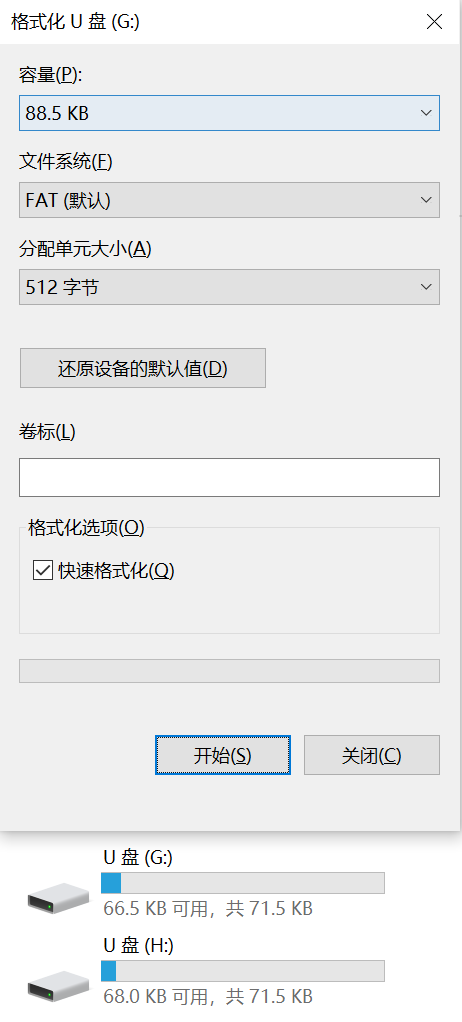 格式化 U 盘 (G:)
容量(P):
88.5 KB
文件系统(F)
FAT (默认)
分配单元大小(A)
512 字节
还原设备的默认值(D)
卷标(L)
格式化选项(O)
快速格式化(Q)
开始(S)
关闭(C)
U 盘 (G:)
66.5 KB 可用，共 71.5 KB
U 盘 (H:)
68.0 KB 可用，共 71.5 KB